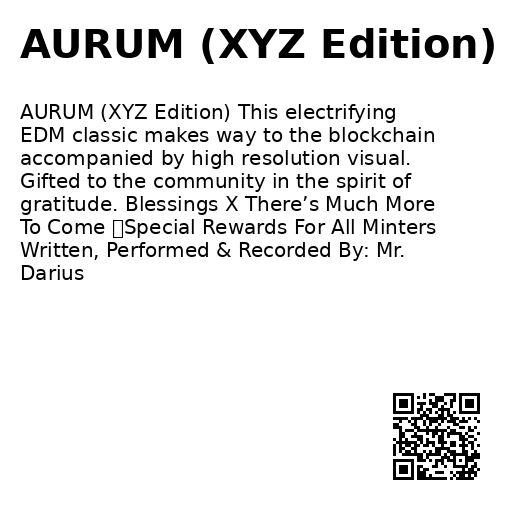 AURUM (XYZ Edition)
AURUM (XYZ Edition) This electrifying
EDM classic makes way to the blockchain
accompanied by high resolution visual.
Gifted to the community in the spirit of
gratitude. Blessings X There’s Much More
To Come Special Rewards For All Minters
Written, Performed & Recorded By: Mr.
Darius